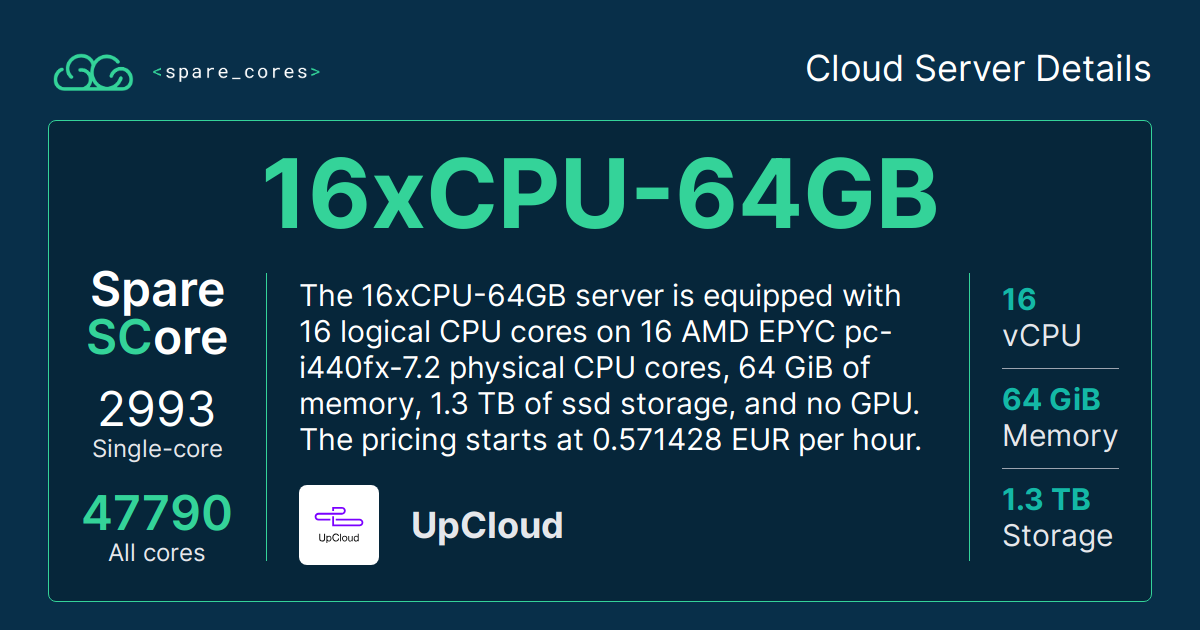 <spare_cores>
Cloud Server Details
16xCPU-64GB
Spare
SCore
2993
Single-core
47790
All cores
The 16xCPU-64GB server is equipped with
16 logical CPU cores on 16 AMD EPYC pc-
i440fx-7.2 physical CPU cores, 64 GiB of
memory, 1.3 TB of ssd storage, and no GPU.
The pricing starts at 0.571428 EUR per hour.
UpCloud
UpCloud
16
vCPU
64 GiB
Memory
1.3 TB
Storage